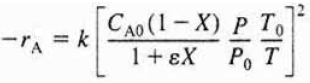 −r_A = k [ C_A0 (1 − X) / (1 + εX) P / P_0 T_0 / T ]^2